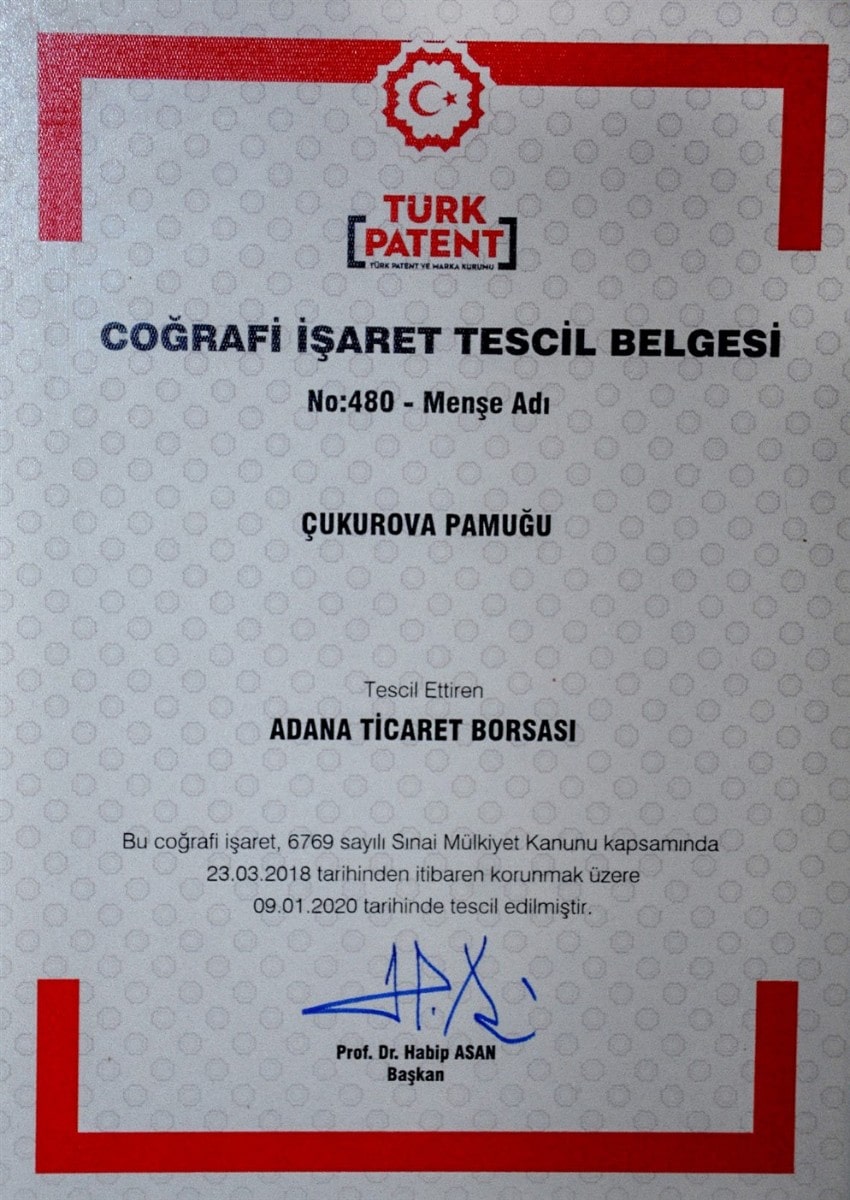 TÜRK
PATENT
TÜRK PATENT VE MARKA KURUMU
COĞRAFİ İŞARET TESCİL BELGESİ
No:480 - Menşe Adı
ÇUKUROVA PAMUĞU
Tescil Ettiren
ADANA TİCARET BORSASI
Bu coğrafi işaret, 6769 sayılı Sınai Mülkiyet Kanunu kapsamında
23.03.2018 tarihinden itibaren korunmak üzere
09.01.2020 tarihinde tescil edilmiştir.
Prof. Dr. Habip ASAN
Başkan